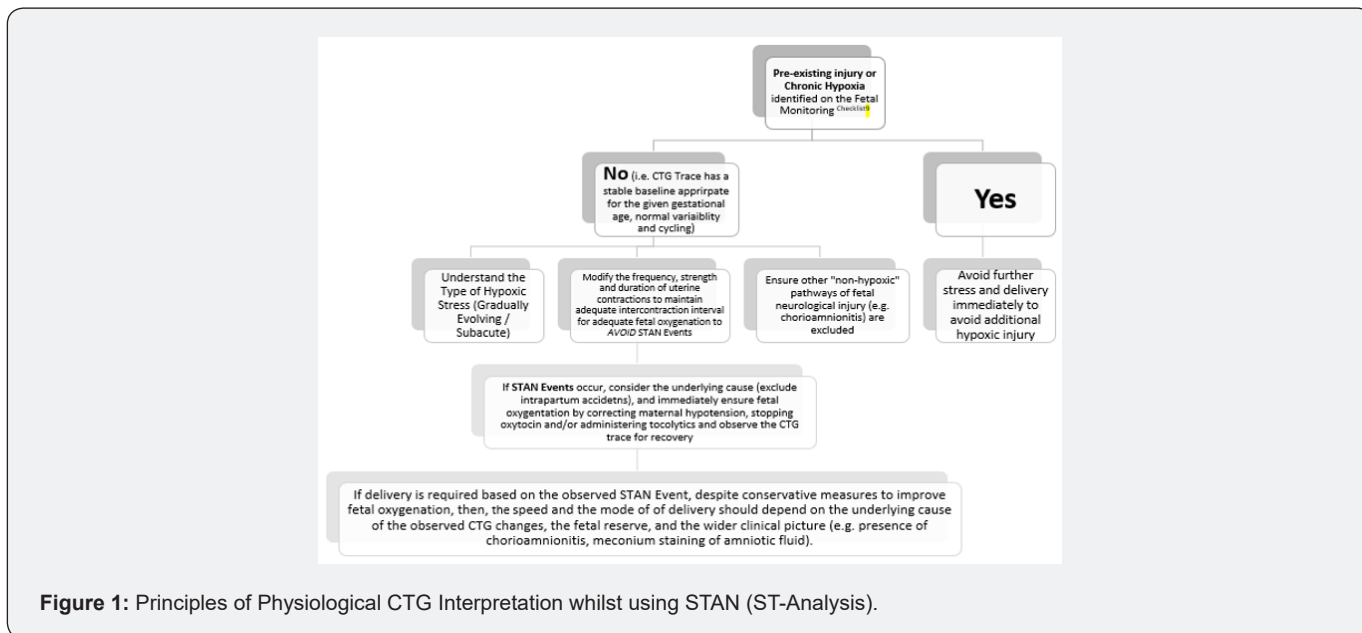 Pre-existing injury or
Chronic Hypoxia
identified on the Fetal
Monitoring Checklist9
No (i.e. CTG Trace has a
stable baseline apprirpate
for the given gestational
age, normal variaiblity
and cycling)
Yes
Understand the
Type of Hypoxic
Stress (Gradually
Evolving /
Subacute)
Modify the frequency, strength
and duration of uterine
contractions to maintain
adequate intercontraction interval
for adequate fetal oxygenation to
AVOID STAN Events
Ensure other "non-hypoxic"
pathways of fetal
neurological injury (e.g.
chorioamnionitis) are
excluded
Avoid further
stress and delivery
immediately to
avoid additional
hypoxic injury
If STAN Events occur, consider the underlying cause (exclude
intrapartum accidetns), and immediately ensure fetal
oxygentation by correcting maternal hypotension, stopping
oxytocin and/or administering tocolytics and observe the CTG
trace for recovery
If delivery is required based on the observed STAN Event, despite conservative measures to improve
fetal oxygenation, then, the speed and the mode of of delivery should depend on the underlying cause
of the observed CTG changes, the fetal reserve, and the wider clinical picture (e.g. presence of
chorioamnionitis, meconium staining of amniotic fluid).
Figure 1: Principles of Physiological CTG Interpretation whilst using STAN (ST-Analysis).